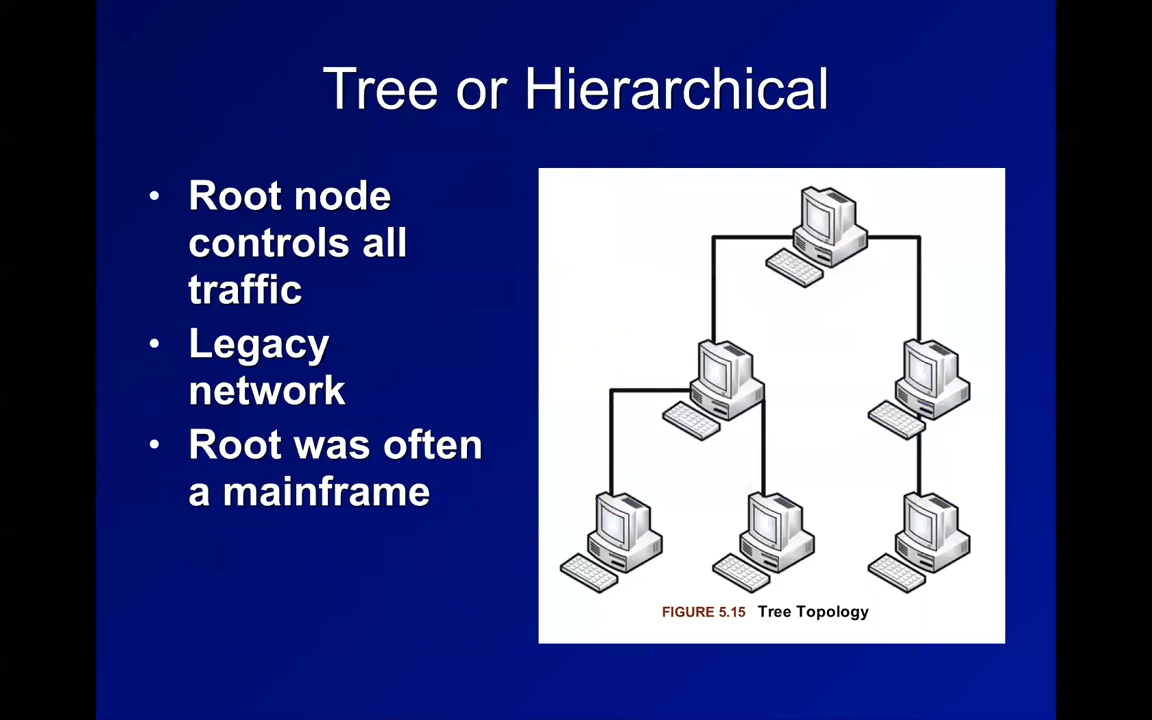 Tree or Hierarchical
• Root node
controls all
traffic
• Legacy
network
• Root was often
a mainframe
FIGURE 5.15 Tree Topology